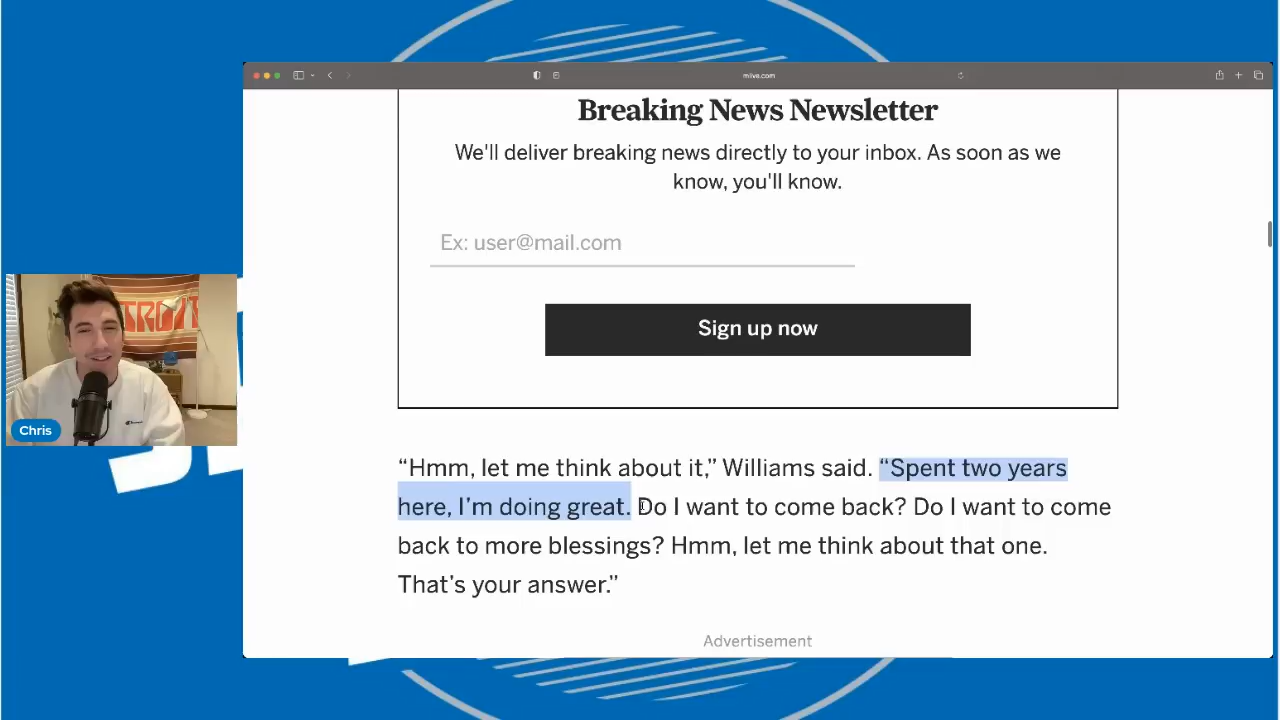 mlive.com
Breaking News Newsletter
We'll deliver breaking news directly to your inbox. As soon as we
know, you'll know.
Ex: user@mail.com
Sign up now
“Hmm, let me think about it,” Williams said. “Spent two years
here, I’m doing great. Do I want to come back? Do I want to come
back to more blessings? Hmm, let me think about that one.
That’s your answer.”
Advertisement
Chris